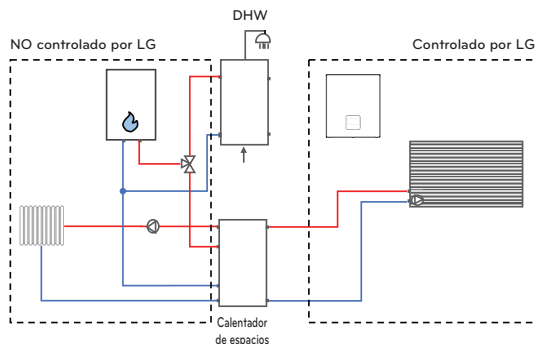 DHW
NO controlado por LG
Controlado por LG
Calentador
de espacios